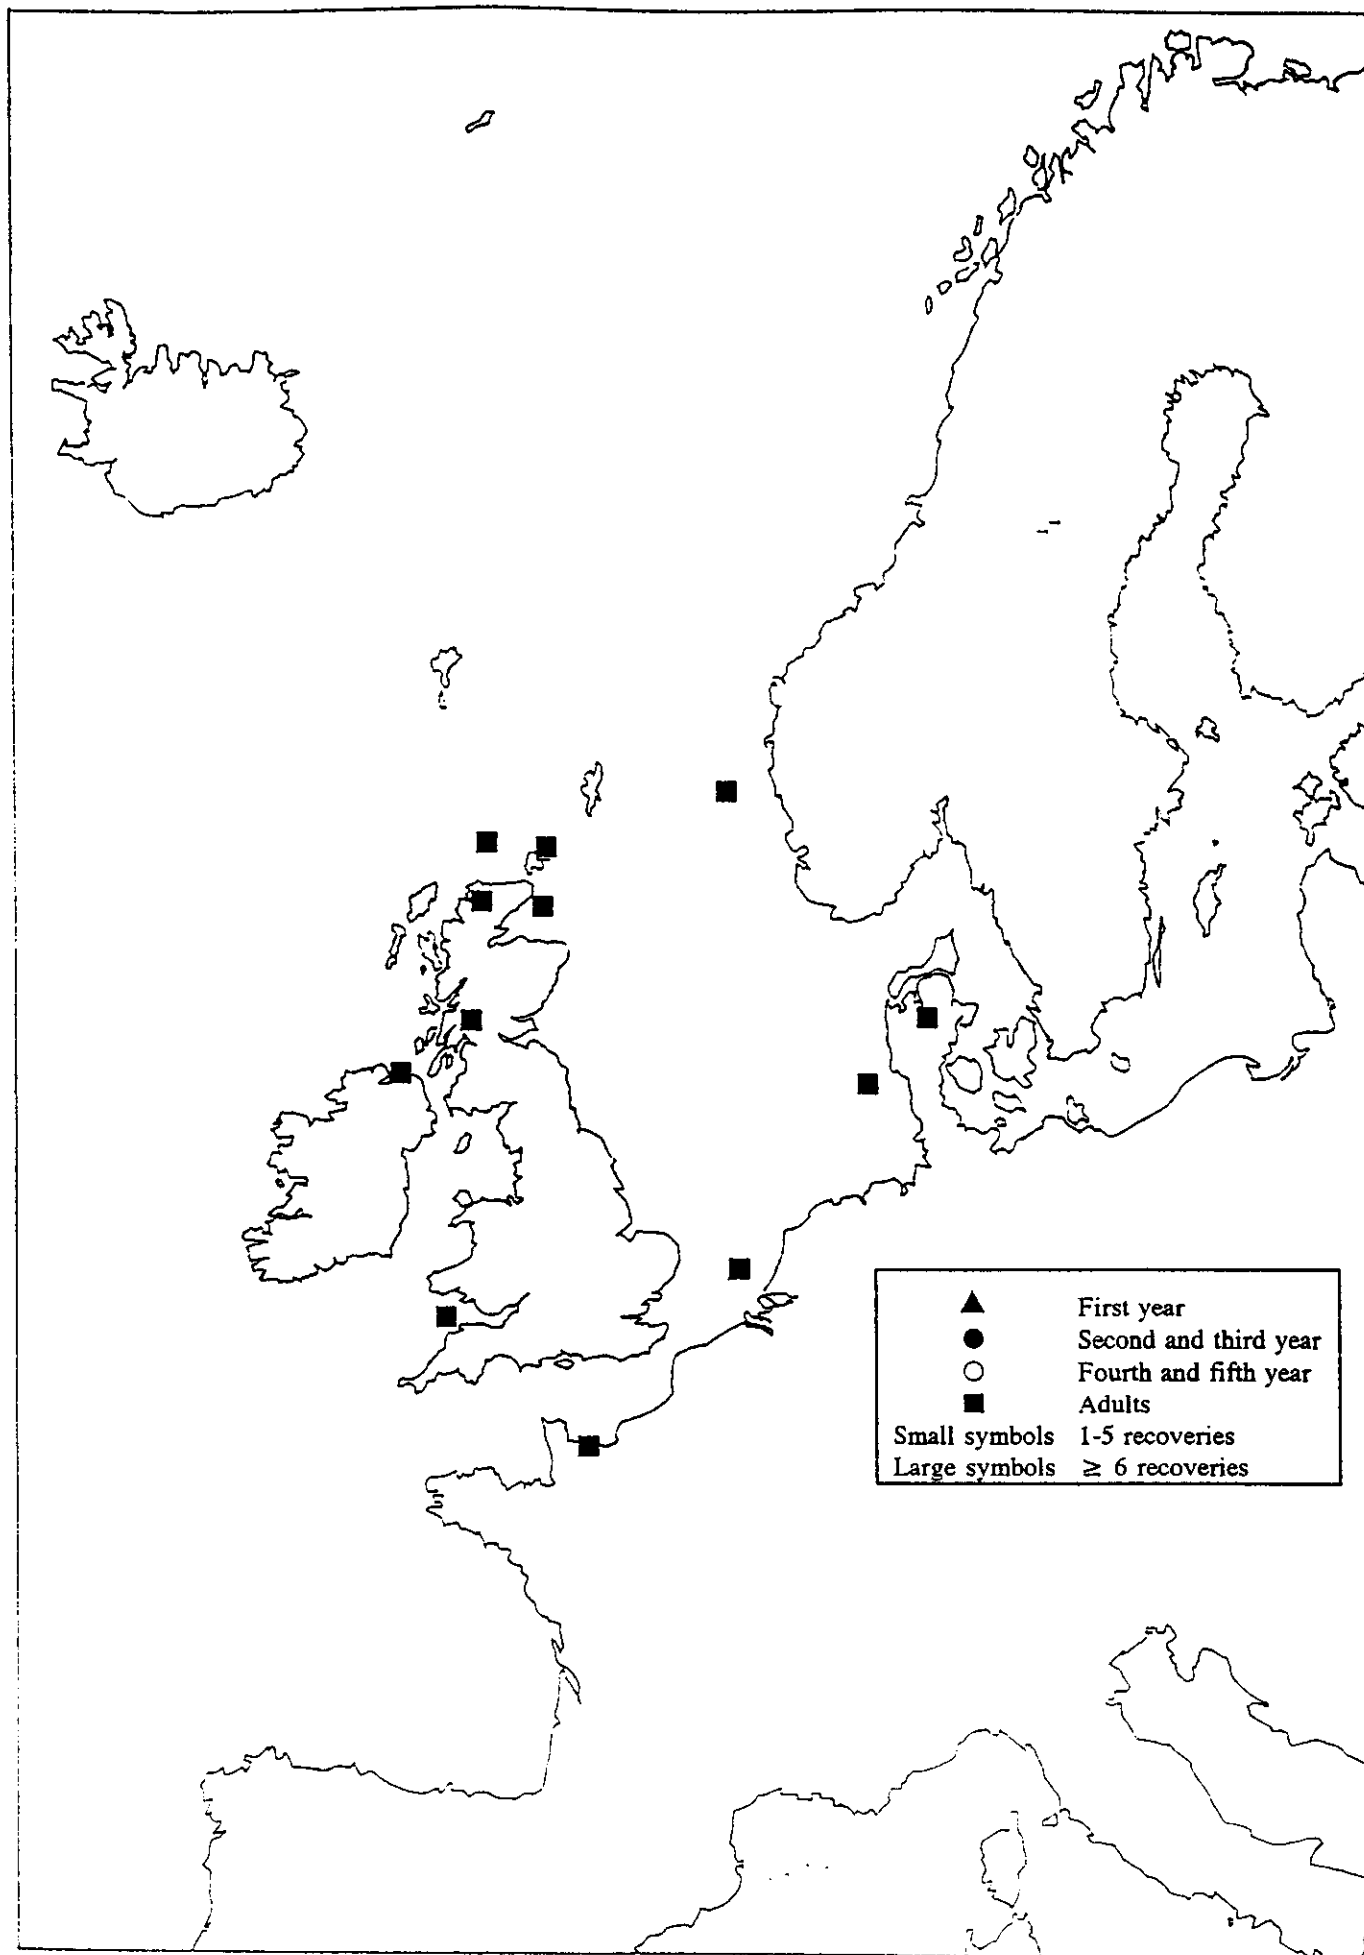 First year
Second and third year
Fourth and fifth year
Adults
Small symbols 1-5 recoveries
Large symbols ≥ 6 recoveries